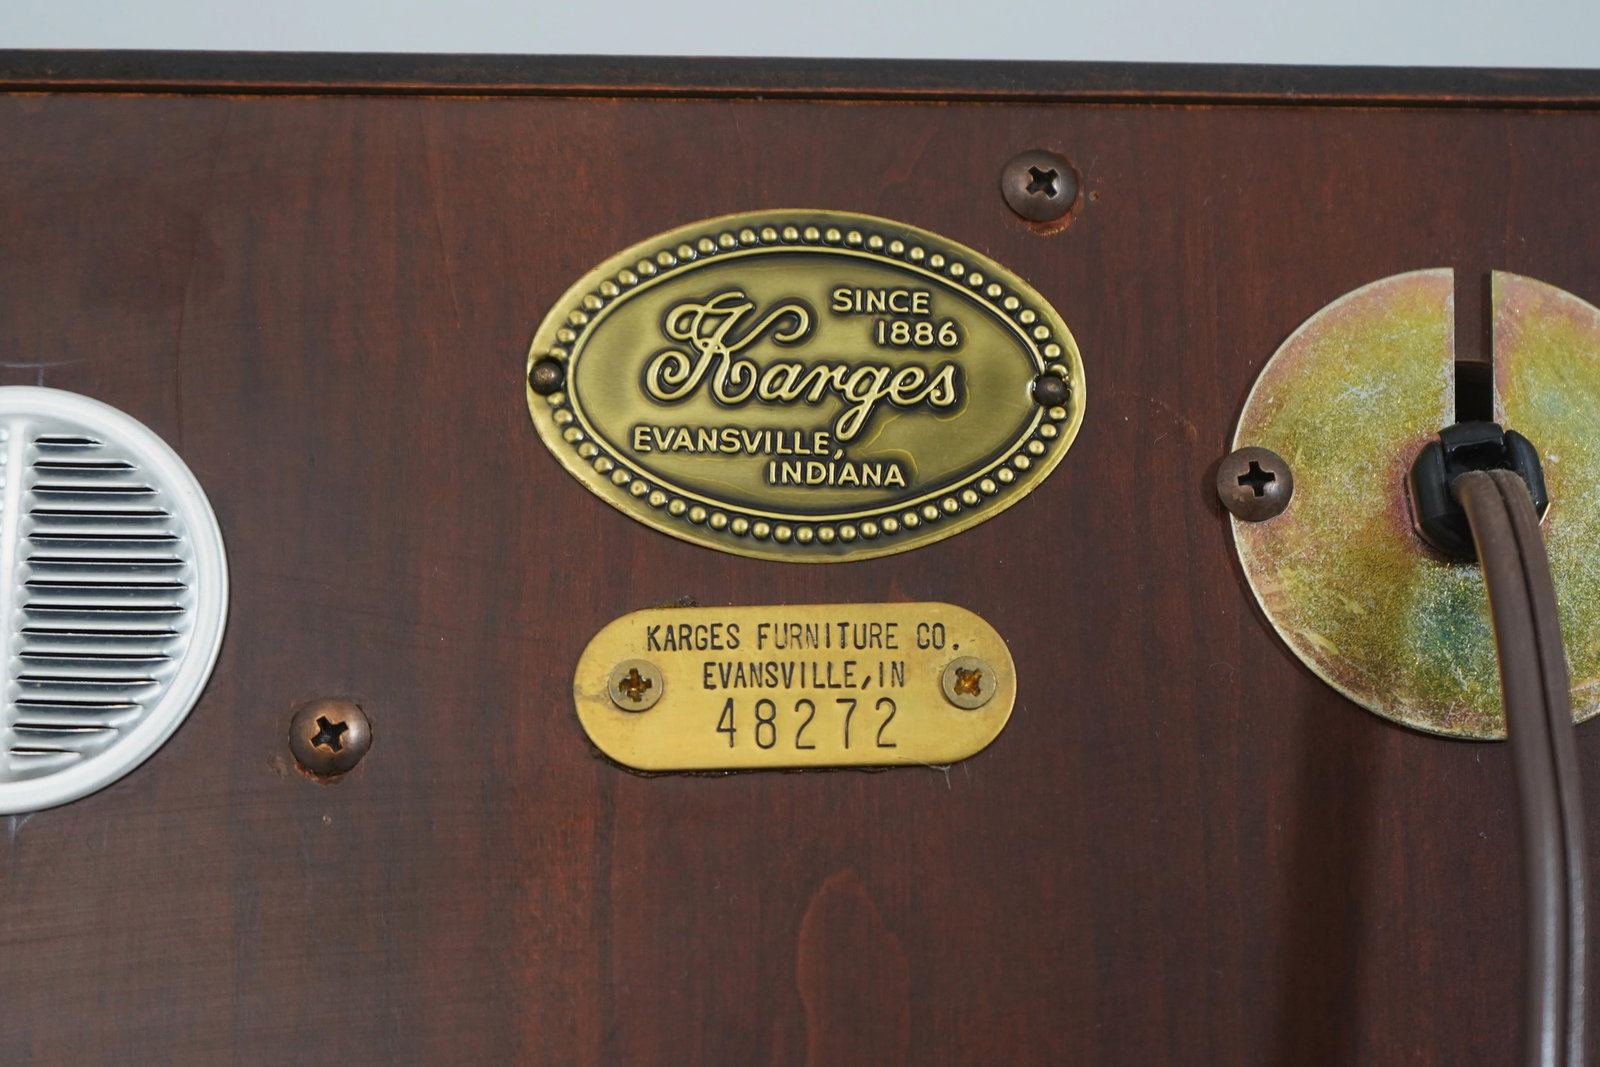 SINCE
1886
Karges
EVANSVILLE,
INDIANA
KARGES FURNITURE CO.
EVANSVILLE, IN
48272